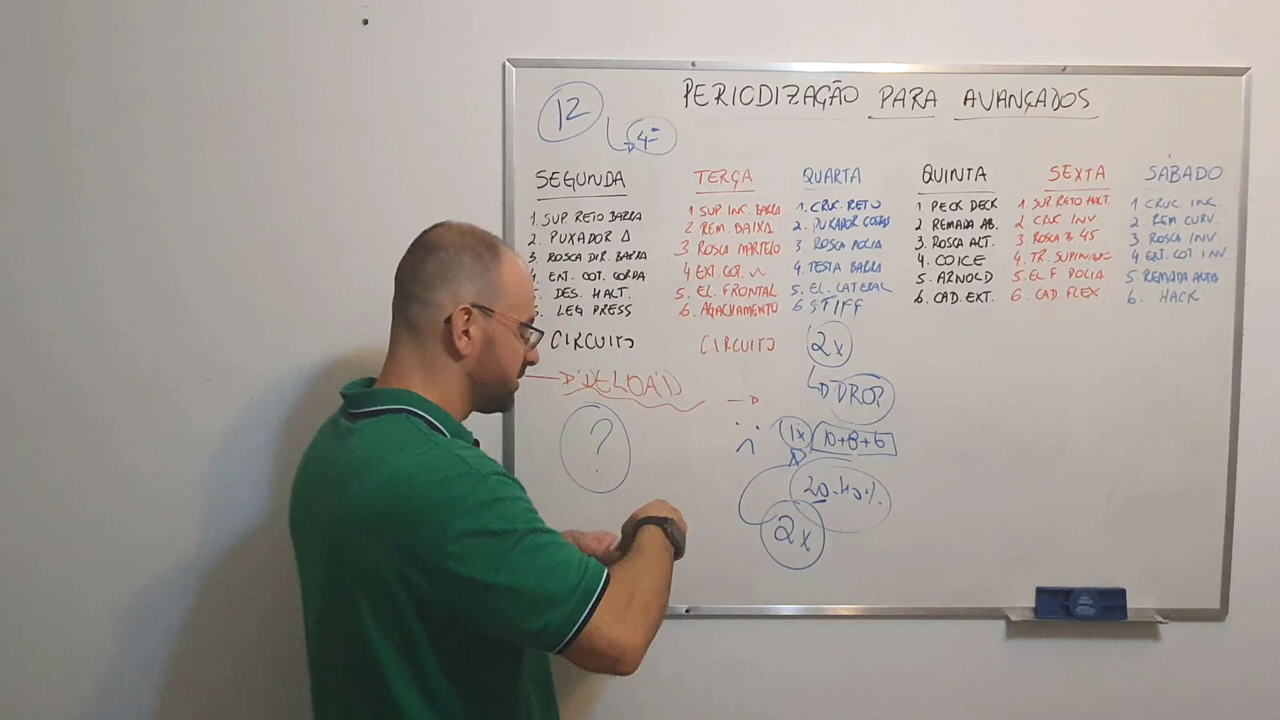 PERIODIZAÇÃO PARA AVANÇADOS
12
4=
SEGUNDA
1. SUP RETO BARRA
2. PUXADOR Δ
3. ROSCA DIR. BARRA
4. EXT. COT. CORDA
5. DES. HALT.
6. LEG PRESS
CIRCUITO
DELOAD
?
TERÇA
1 SUP INC. BARRA
2. REM. BAIXA
3. ROSCA MARTELO
4 EXT. COT. W
5. EL. FRONTAL
6. AGACHAMENTO
CIRCUITO
QUARTA
1. CRUC. RETO
2. PUXADOR COSTAS
3. ROSCA POLIA
4. TESTA BARRA
5. EL. LATERAL
6 STIFF
2x
DROP
1x 10+8+6
20-40%
2x
QUINTA
1 PECK DECK
2. REMADA AB.
3. ROSCA ALT.
4. COICE
5. ARNOLD
6. CAD. EXT.
SEXTA
1 SUP. RETO HALT.
2 CRUC INV.
3. ROSCA B. 45
4. TR. SUPINADO
5. EL F POLIA
6. CAD. FLEX
SÁBADO
1 CRUC. INC.
2. REM CURV.
3. ROSCA INV.
4 EXT. COT INV
5. REMADA ALTA
6. HACK